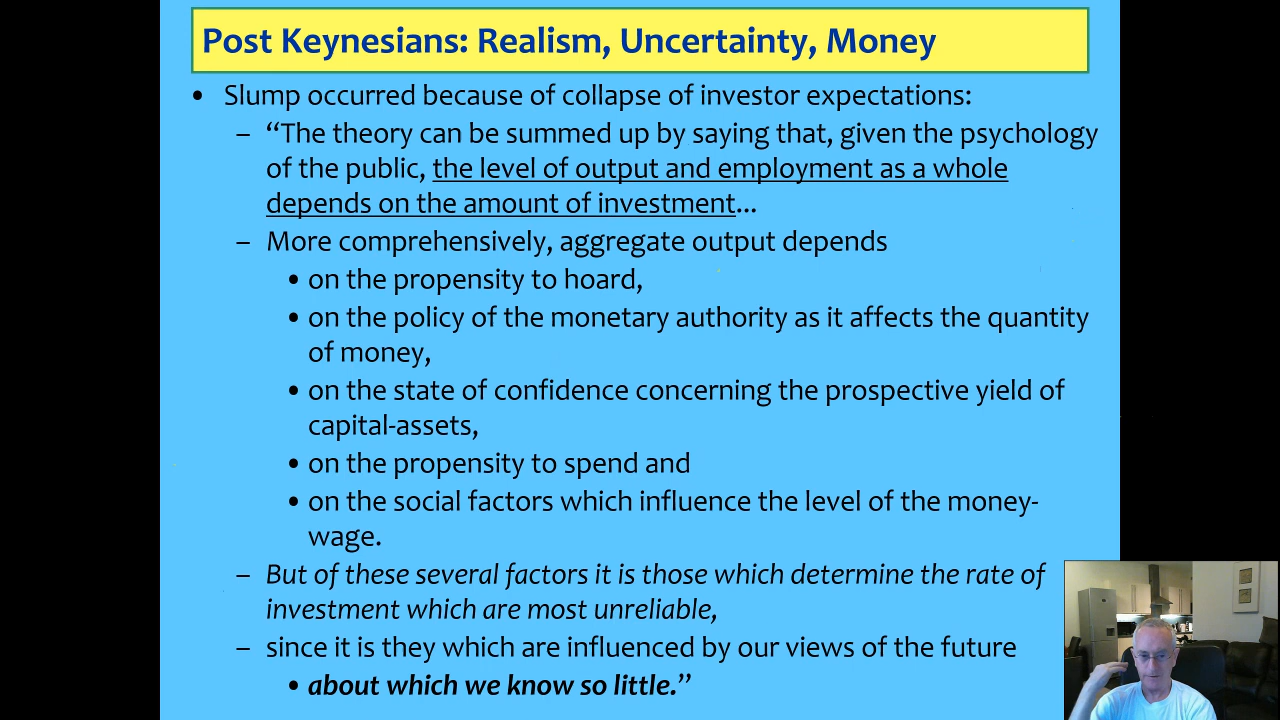 Post Keynesians: Realism, Uncertainty, Money
• Slump occurred because of collapse of investor expectations:
– “The theory can be summed up by saying that, given the psychology
of the public, the level of output and employment as a whole
depends on the amount of investment...
– More comprehensively, aggregate output depends
• on the propensity to hoard,
• on the policy of the monetary authority as it affects the quantity
of money,
• on the state of confidence concerning the prospective yield of
capital-assets,
• on the propensity to spend and
• on the social factors which influence the level of the money-
wage.
– But of these several factors it is those which determine the rate of
investment which are most unreliable,
– since it is they which are influenced by our views of the future
• about which we know so little.”